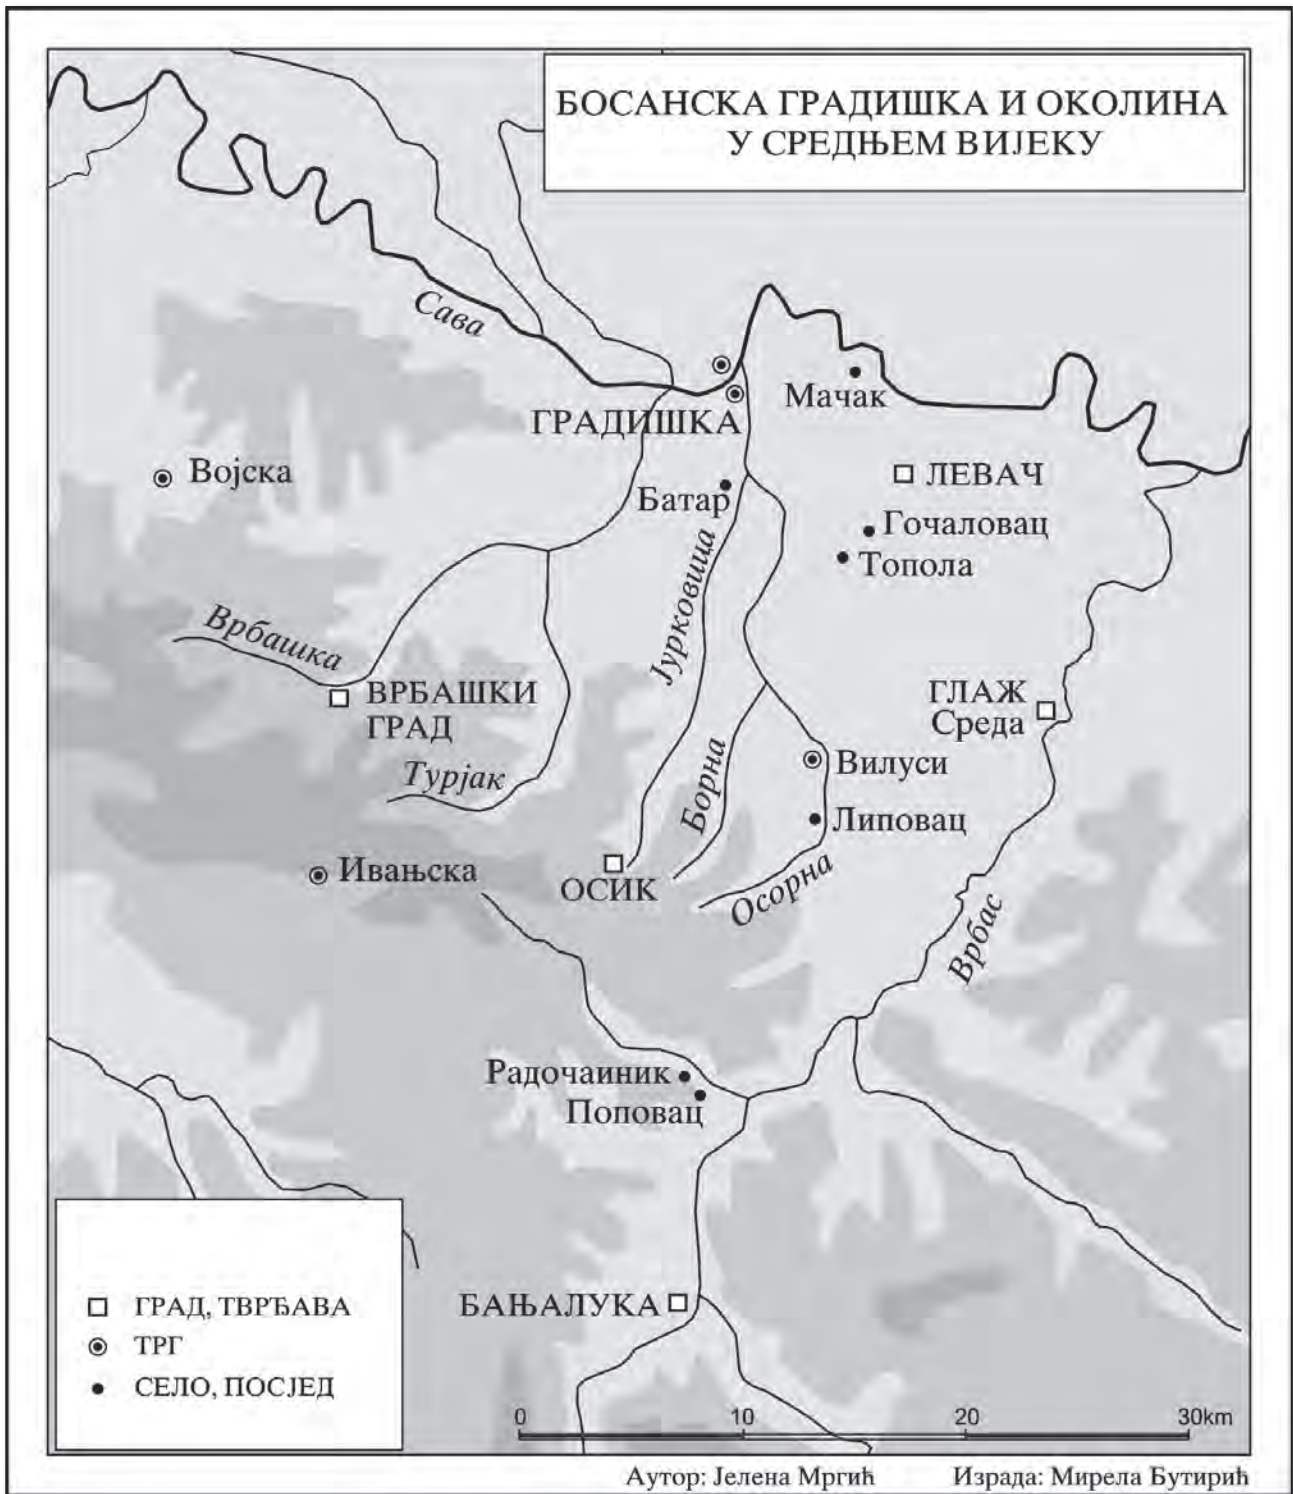 БОСАНСКА ГРАДИШКА И ОКОЛИНА
У СРЕДЊЕМ ВИЈЕКУ
Сава
Мачак
ГРАДИШКА
Војска
ЛЕВАЧ
Батар
Гочаловац
Топола
Јурковица
Врбашка
ВРБАШКИ
ГРАД
ГЛАЖ
Среда
Турјак
Борна
Вилуси
Липовац
Ивањска
ОСИК
Осорна
Врбас
Радочаиник
Поповац
БАЊАЛУКА
ГРАД, ТВРЂАВА
ТРГ
СЕЛО, ПОСЈЕД
0 10 20 30km
Аутор: Јелена Мргић Израда: Мирела Бутирић